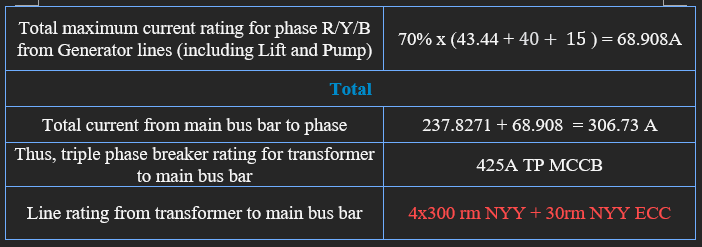 Total maximum current rating for phase R/Y/B
from Generator lines (including Lift and Pump)
70% x (43.44 + 40 + 15 ) = 68.908A
Total
Total current from main bus bar to phase
237.8271 + 68.908 = 306.73 A
Thus, triple phase breaker rating for transformer
to main bus bar
425A TP MCCB
Line rating from transformer to main bus bar
4x300 rm NYY + 30rm NYY ECC